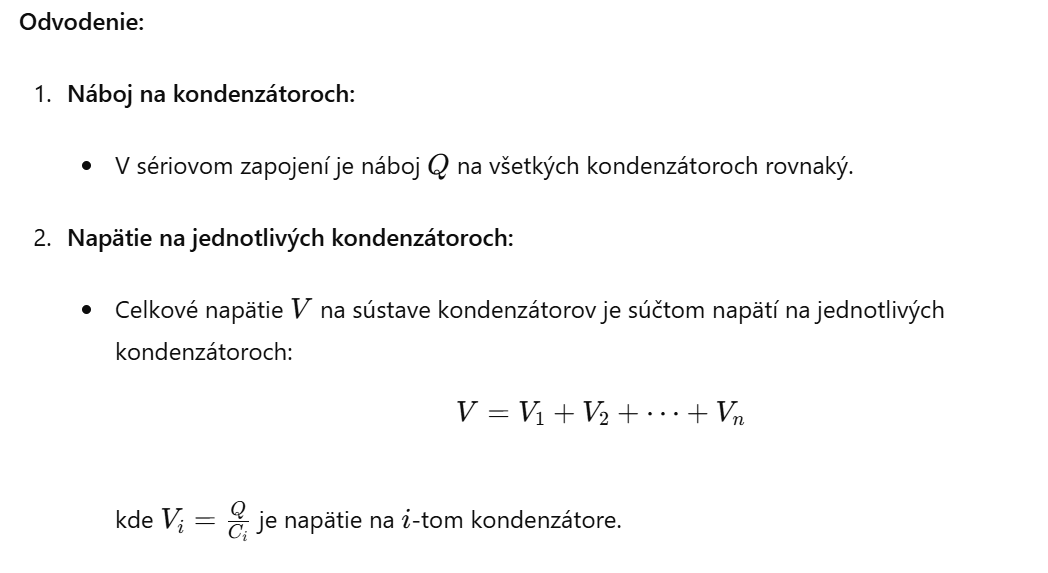 Odvodenie:
1. Náboj na kondenzátoroch:
• V sériovom zapojení je náboj Q na všetkých kondenzátoroch rovnaký.
2. Napätie na jednotlivých kondenzátoroch:
• Celkové napätie V na sústave kondenzátorov je súčtom napätí na jednotlivých
kondenzátoroch:
V = V₁ + V₂ + ⋯ + Vₙ
kde Vᵢ = Q/Cᵢ je napätie na i-tom kondenzátore.